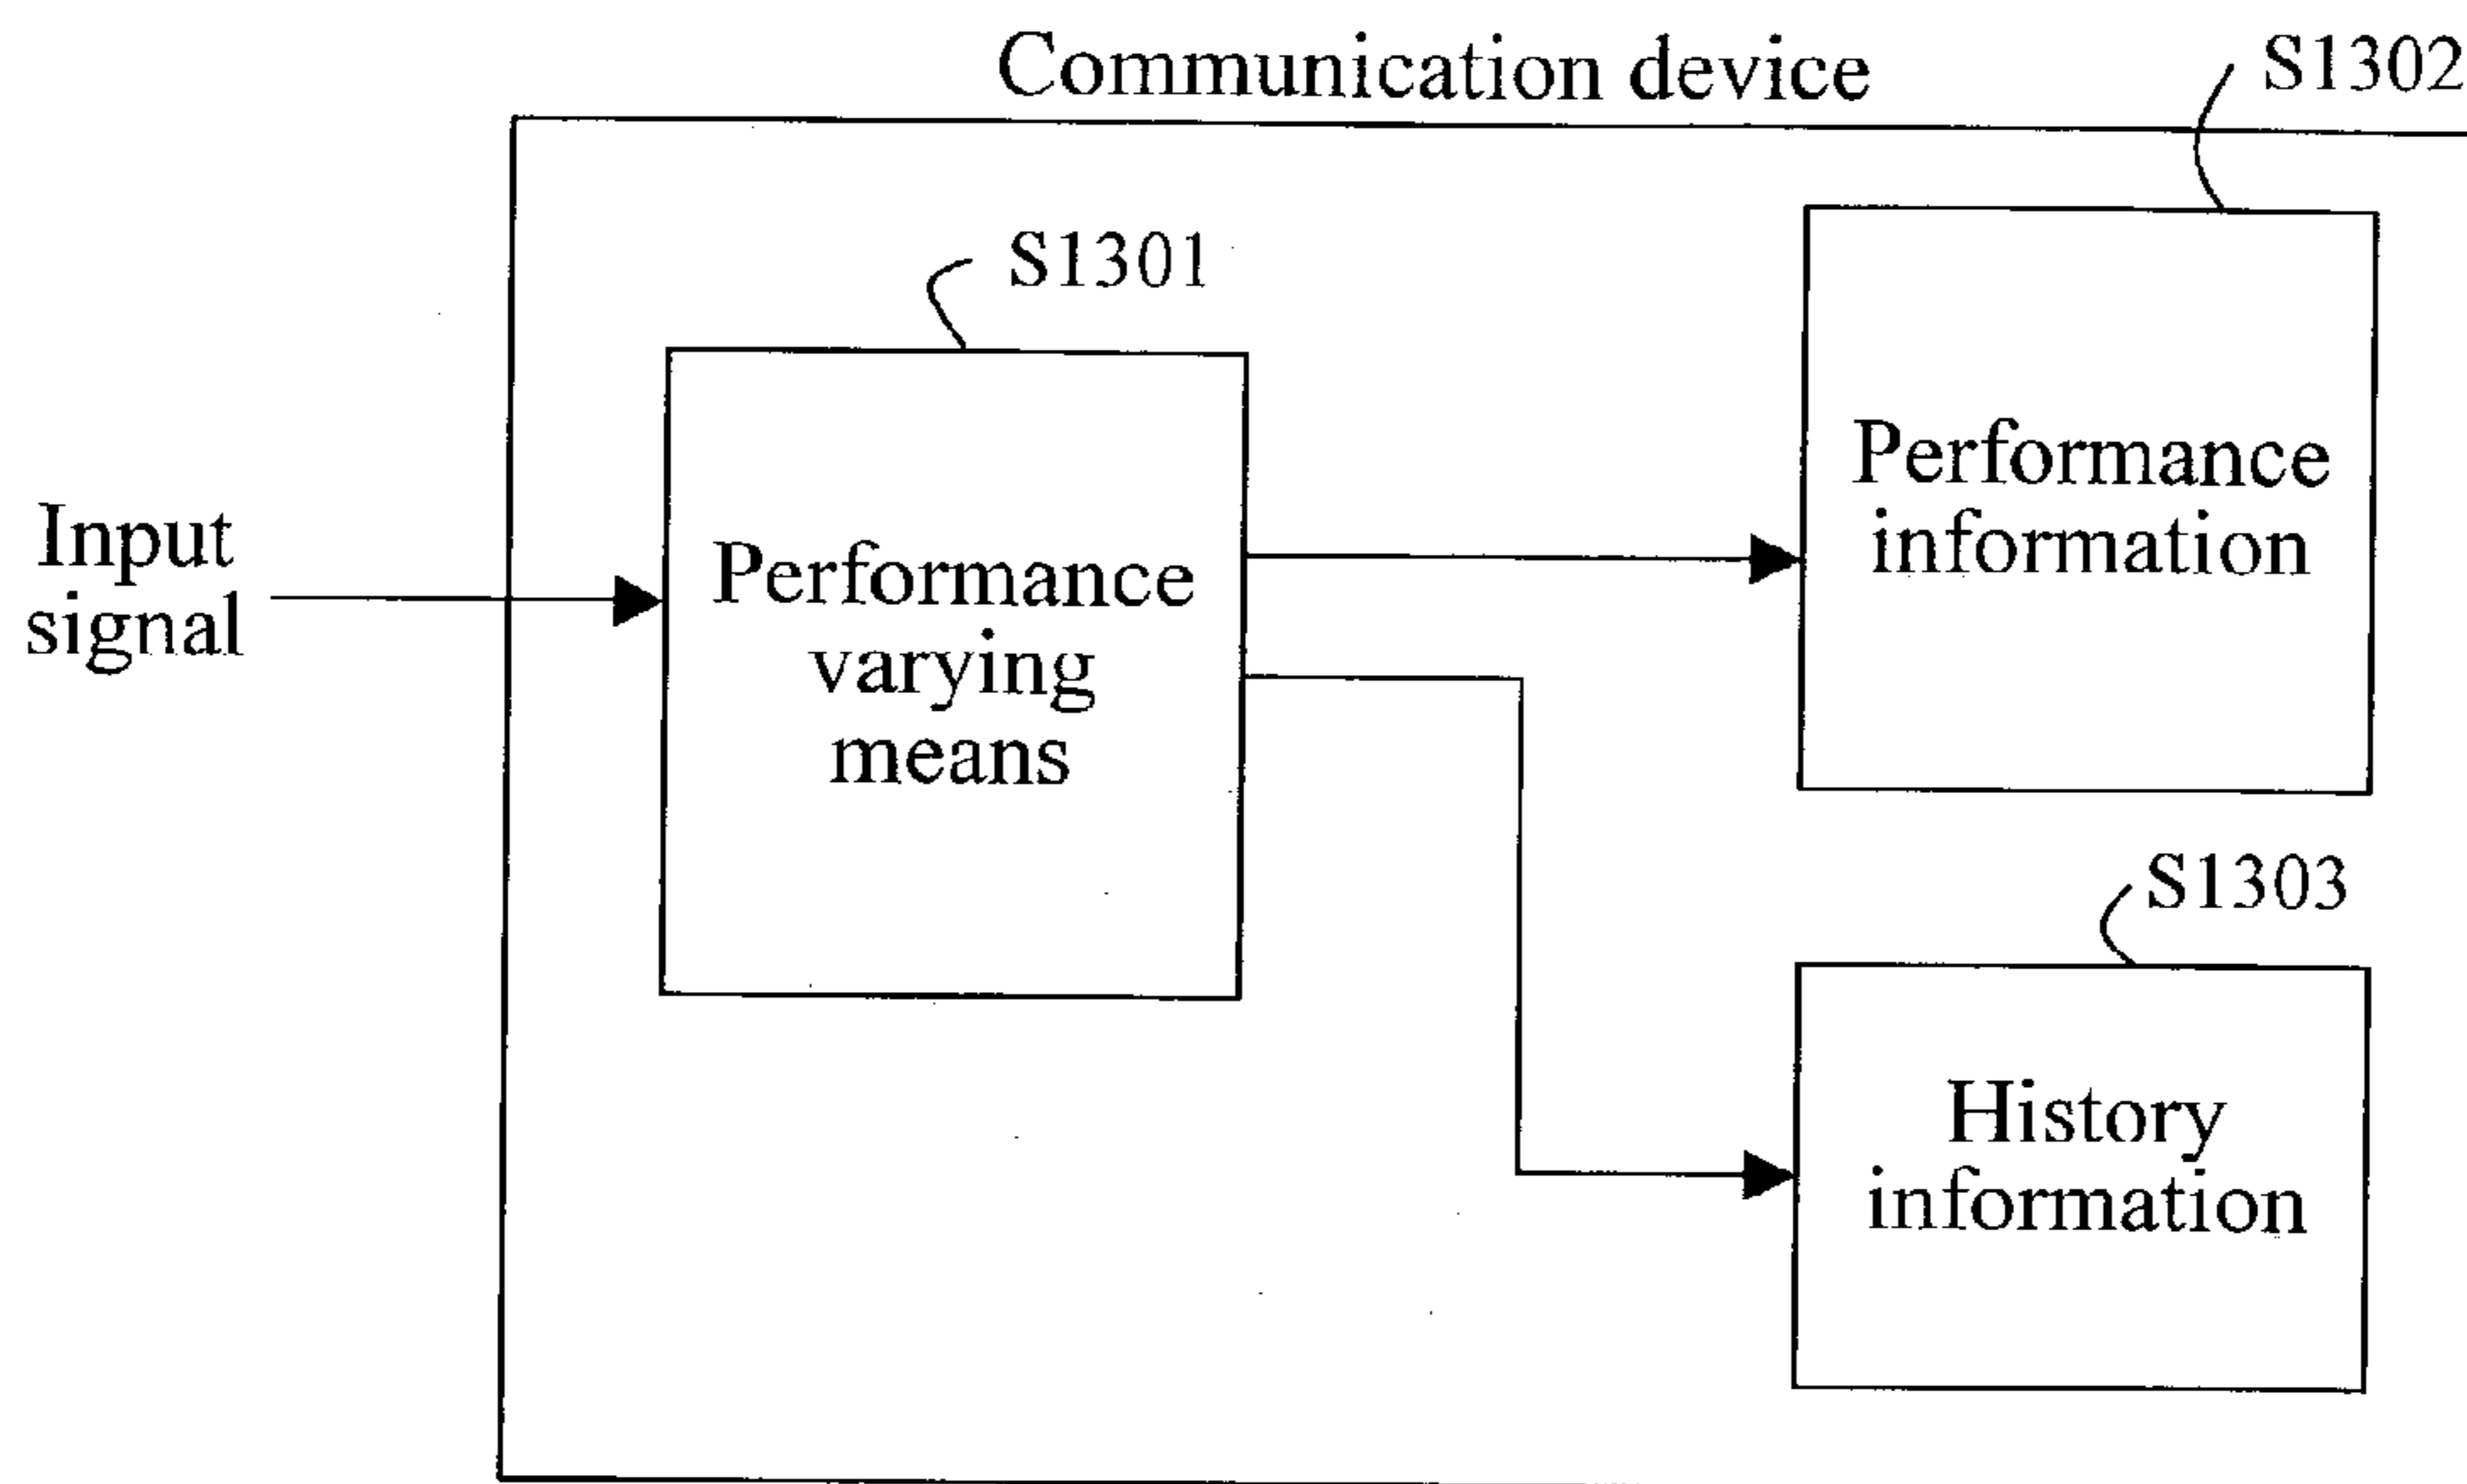 Communication device
S1302
S1301
Performance
information
Input
signal
Performance
varying
means
S1303
History
information